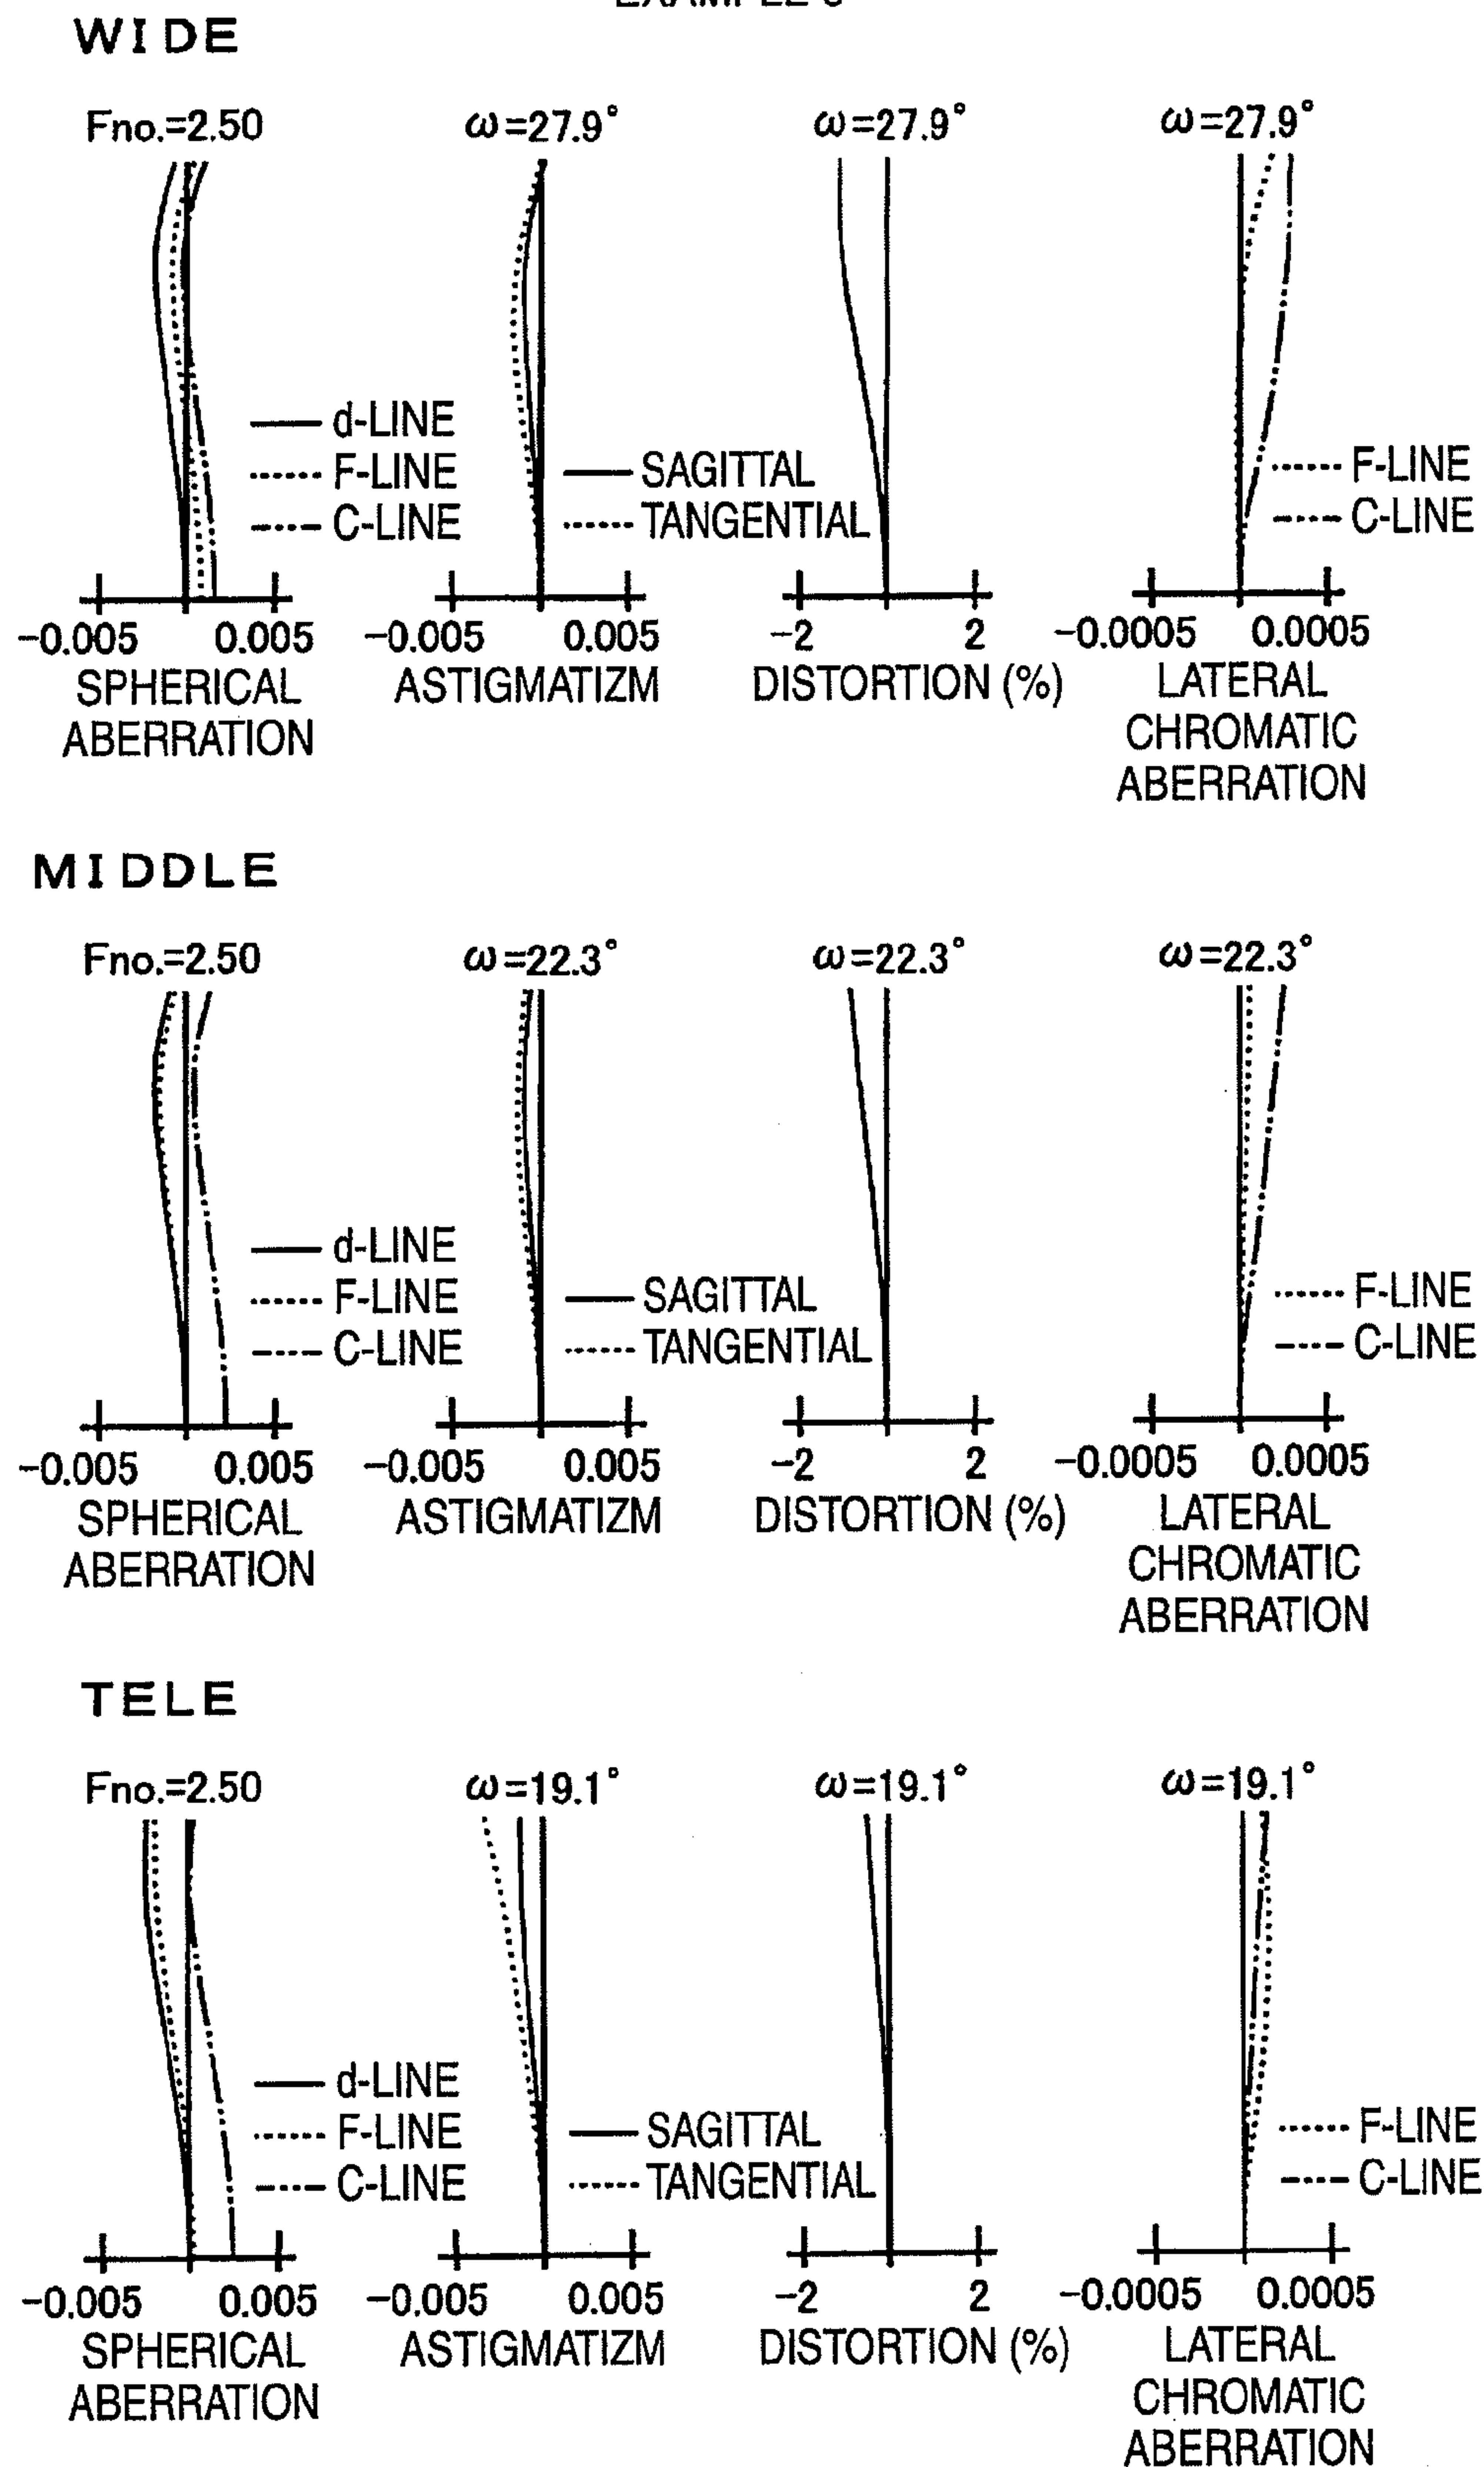 WIDE
Fno.=2.50 ω=27.9° ω=27.9° ω=27.9°
d-LINE
F-LINE
C-LINE
SAGITTAL
TANGENTIAL
F-LINE
C-LINE
-0.005 0.005 -0.005 0.005 -2 2 -0.0005 0.0005
SPHERICAL
ABERRATION
ASTIGMATIZM
DISTORTION (%)
LATERAL
CHROMATIC
ABERRATION
MIDDLE
Fno.=2.50 ω=22.3° ω=22.3° ω=22.3°
d-LINE
F-LINE
C-LINE
SAGITTAL
TANGENTIAL
F-LINE
C-LINE
-0.005 0.005 -0.005 0.005 -2 2 -0.0005 0.0005
SPHERICAL
ABERRATION
ASTIGMATIZM
DISTORTION (%)
LATERAL
CHROMATIC
ABERRATION
TELE
Fno.=2.50 ω=19.1° ω=19.1° ω=19.1°
d-LINE
F-LINE
C-LINE
SAGITTAL
TANGENTIAL
F-LINE
C-LINE
-0.005 0.005 -0.005 0.005 -2 2 -0.0005 0.0005
SPHERICAL
ABERRATION
ASTIGMATIZM
DISTORTION (%)
LATERAL
CHROMATIC
ABERRATION